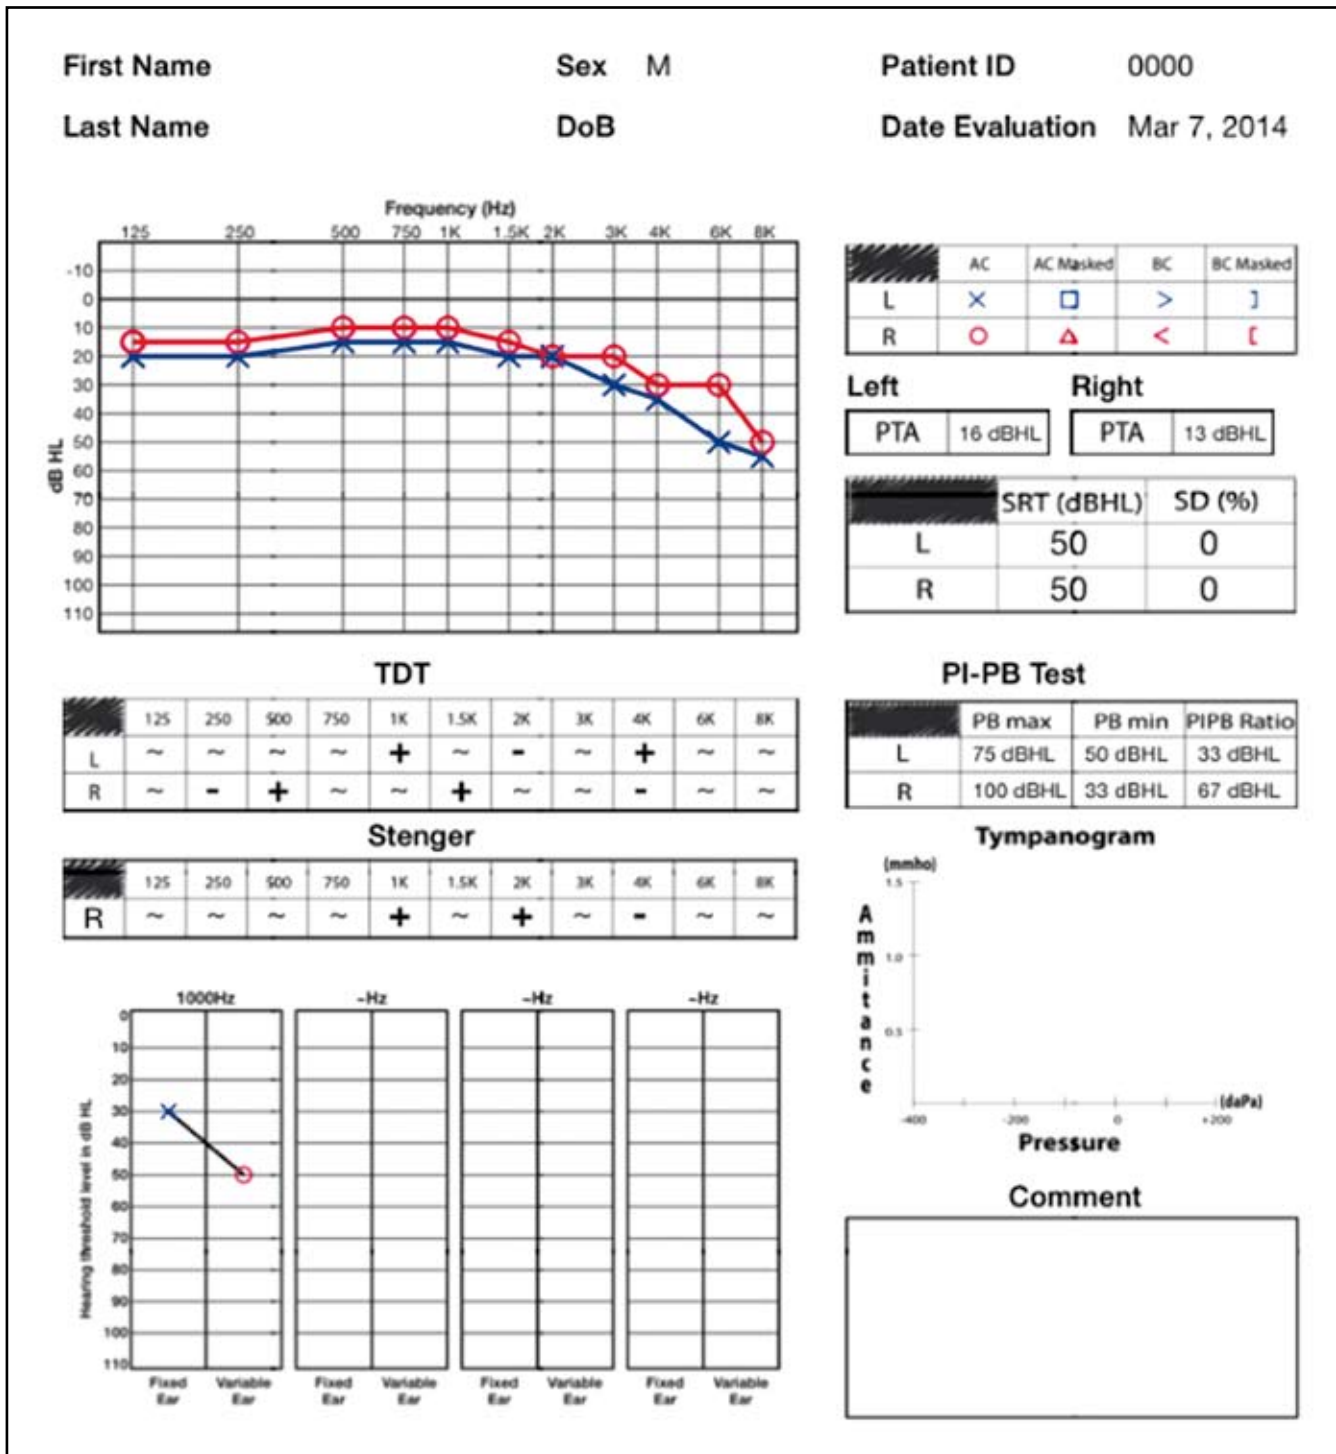 First Name Sex M Patient ID 0000
Last Name DoB Date Evaluation Mar 7, 2014
Frequency (Hz)
125 250 500 750 1K 1.5K 2K 3K 4K 6K 8K
dB HL
-10
0
10
20
30
40
50
60
70
80
90
100
110
AC AC Masked BC BC Masked
L × □ > ]
R ○ △ < [
Left Right
PTA 16 dBHL PTA 13 dBHL
SRT (dBHL) SD (%)
L 50 0
R 50 0
TDT
125 250 500 750 1K 1.5K 2K 3K 4K 6K 8K
L ~ ~ ~ ~ + ~ - ~ + ~ ~
R ~ - + ~ ~ + ~ ~ - ~ ~
PI-PB Test
PB max PB min PIPB Ratio
L 75 dBHL 50 dBHL 33 dBHL
R 100 dBHL 33 dBHL 67 dBHL
Stenger
125 250 500 750 1K 1.5K 2K 3K 4K 6K 8K
R ~ ~ ~ ~ + ~ + ~ - ~ ~
Tympanogram
(mmho)
1.5
1.0
0.5
Ammitance
-400 -200 0 +200 (daPa)
Pressure
1000Hz ~Hz ~Hz ~Hz
Hearing threshold level in dB HL
0
10
20
30
40
50
60
70
80
90
100
110
Fixed Ear Variable Ear Fixed Ear Variable Ear Fixed Ear Variable Ear Fixed Ear Variable Ear
Comment